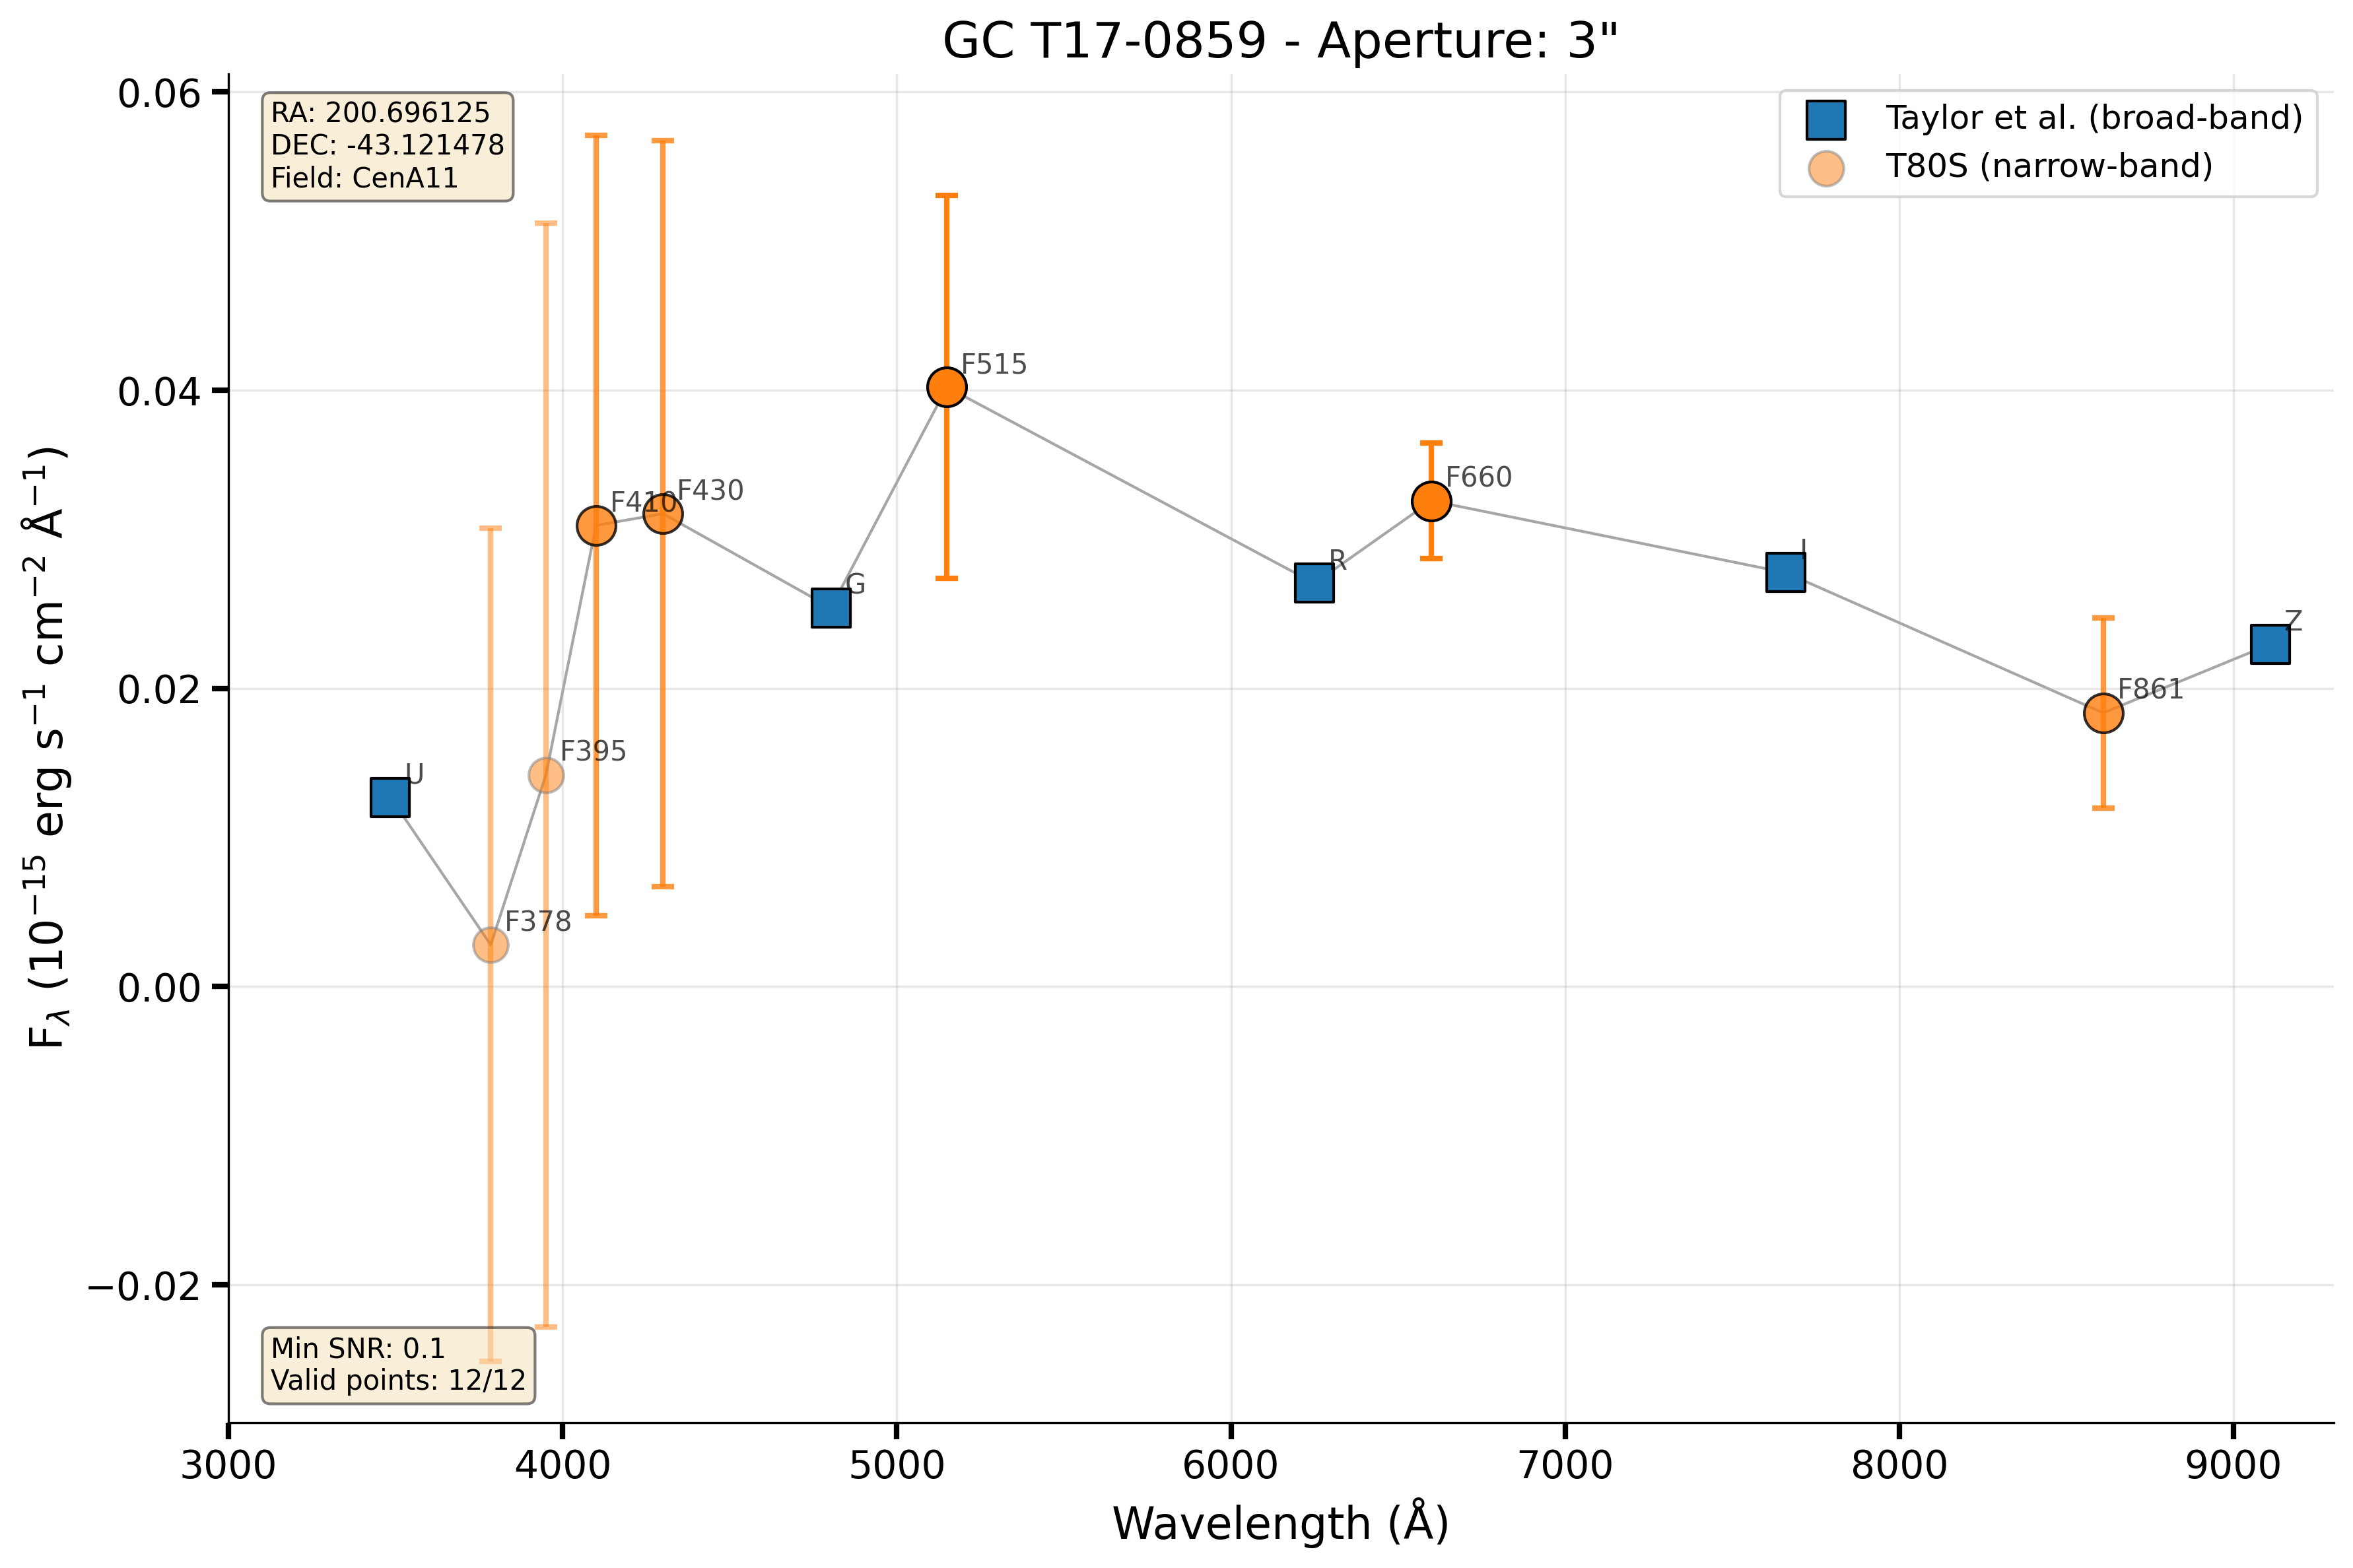 GC T17-0859 - Aperture: 3"
RA: 200.696125
DEC: -43.121478
Field: CenA11
Taylor et al. (broad-band)
T80S (narrow-band)
F_λ (10⁻¹⁵ erg s⁻¹ cm⁻² Å⁻¹)
0.06
0.04
0.02
0.00
−0.02
U
F378
F395
F410
F430
G
F515
R
F660
I
F861
Z
Min SNR: 0.1
Valid points: 12/12
3000 4000 5000 6000 7000 8000 9000
Wavelength (Å)